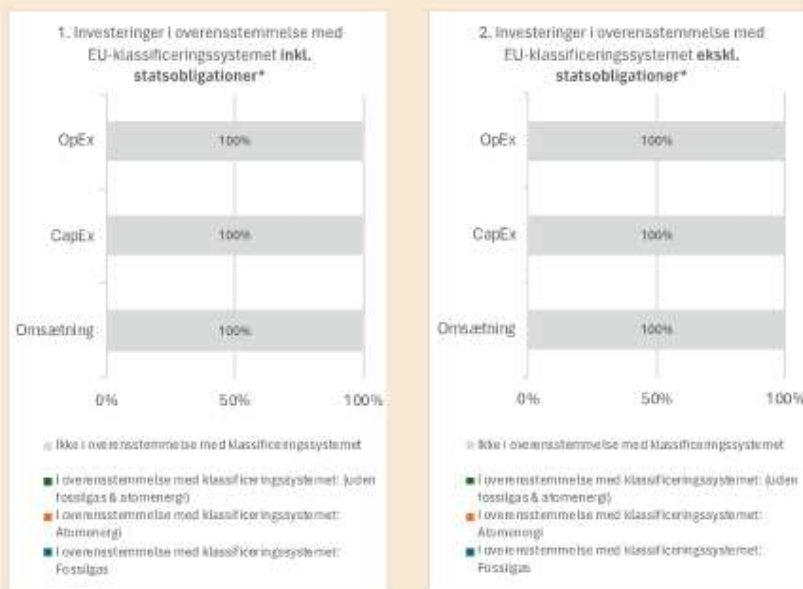 1. Investeringer i overensstemmelse med
EU-klassificeringssystemet inkl.
statsobligationer*
OpEx
100%
CapEx
100%
Omsætning
100%
0%
50%
100%
Ikke i overensstemmelse med klassificeringssystemet
I overensstemmelse med klassificeringssystemet: (uden
fossilgas & atomenergi)
I overensstemmelse med klassificeringssystemet:
Atomenergi
I overensstemmelse med klassificeringssystemet:
Fossilgas
2. Investeringer i overensstemmelse med
EU-klassificeringssystemet ekskl.
statsobligationer*
OpEx
100%
CapEx
100%
Omsætning
100%
0%
50%
100%
Ikke i overensstemmelse med klassificeringssystemet
I overensstemmelse med klassificeringssystemet: (uden
fossilgas & atomenergi)
I overensstemmelse med klassificeringssystemet:
Atomenergi
I overensstemmelse med klassificeringssystemet:
Fossilgas